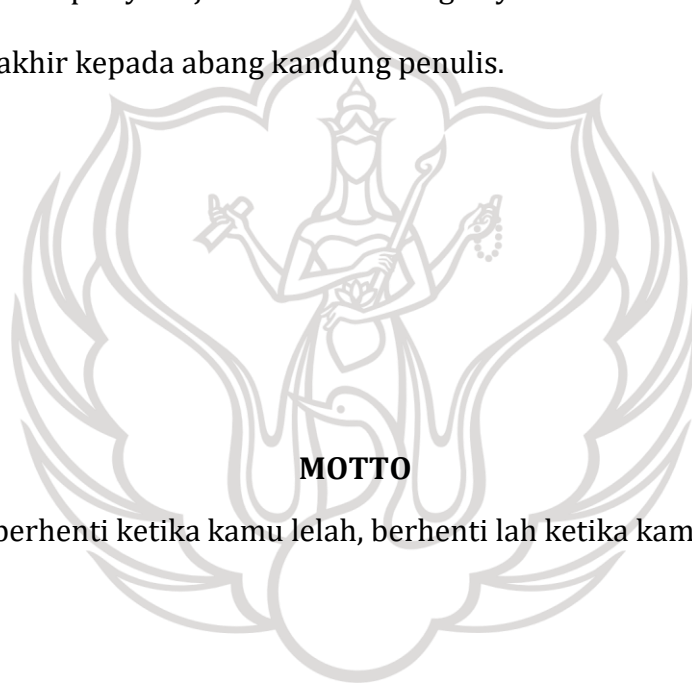 akhir kepada abang kandung penulis.
MOTTO
berhenti ketika kamu lelah, berhenti lah ketika kam